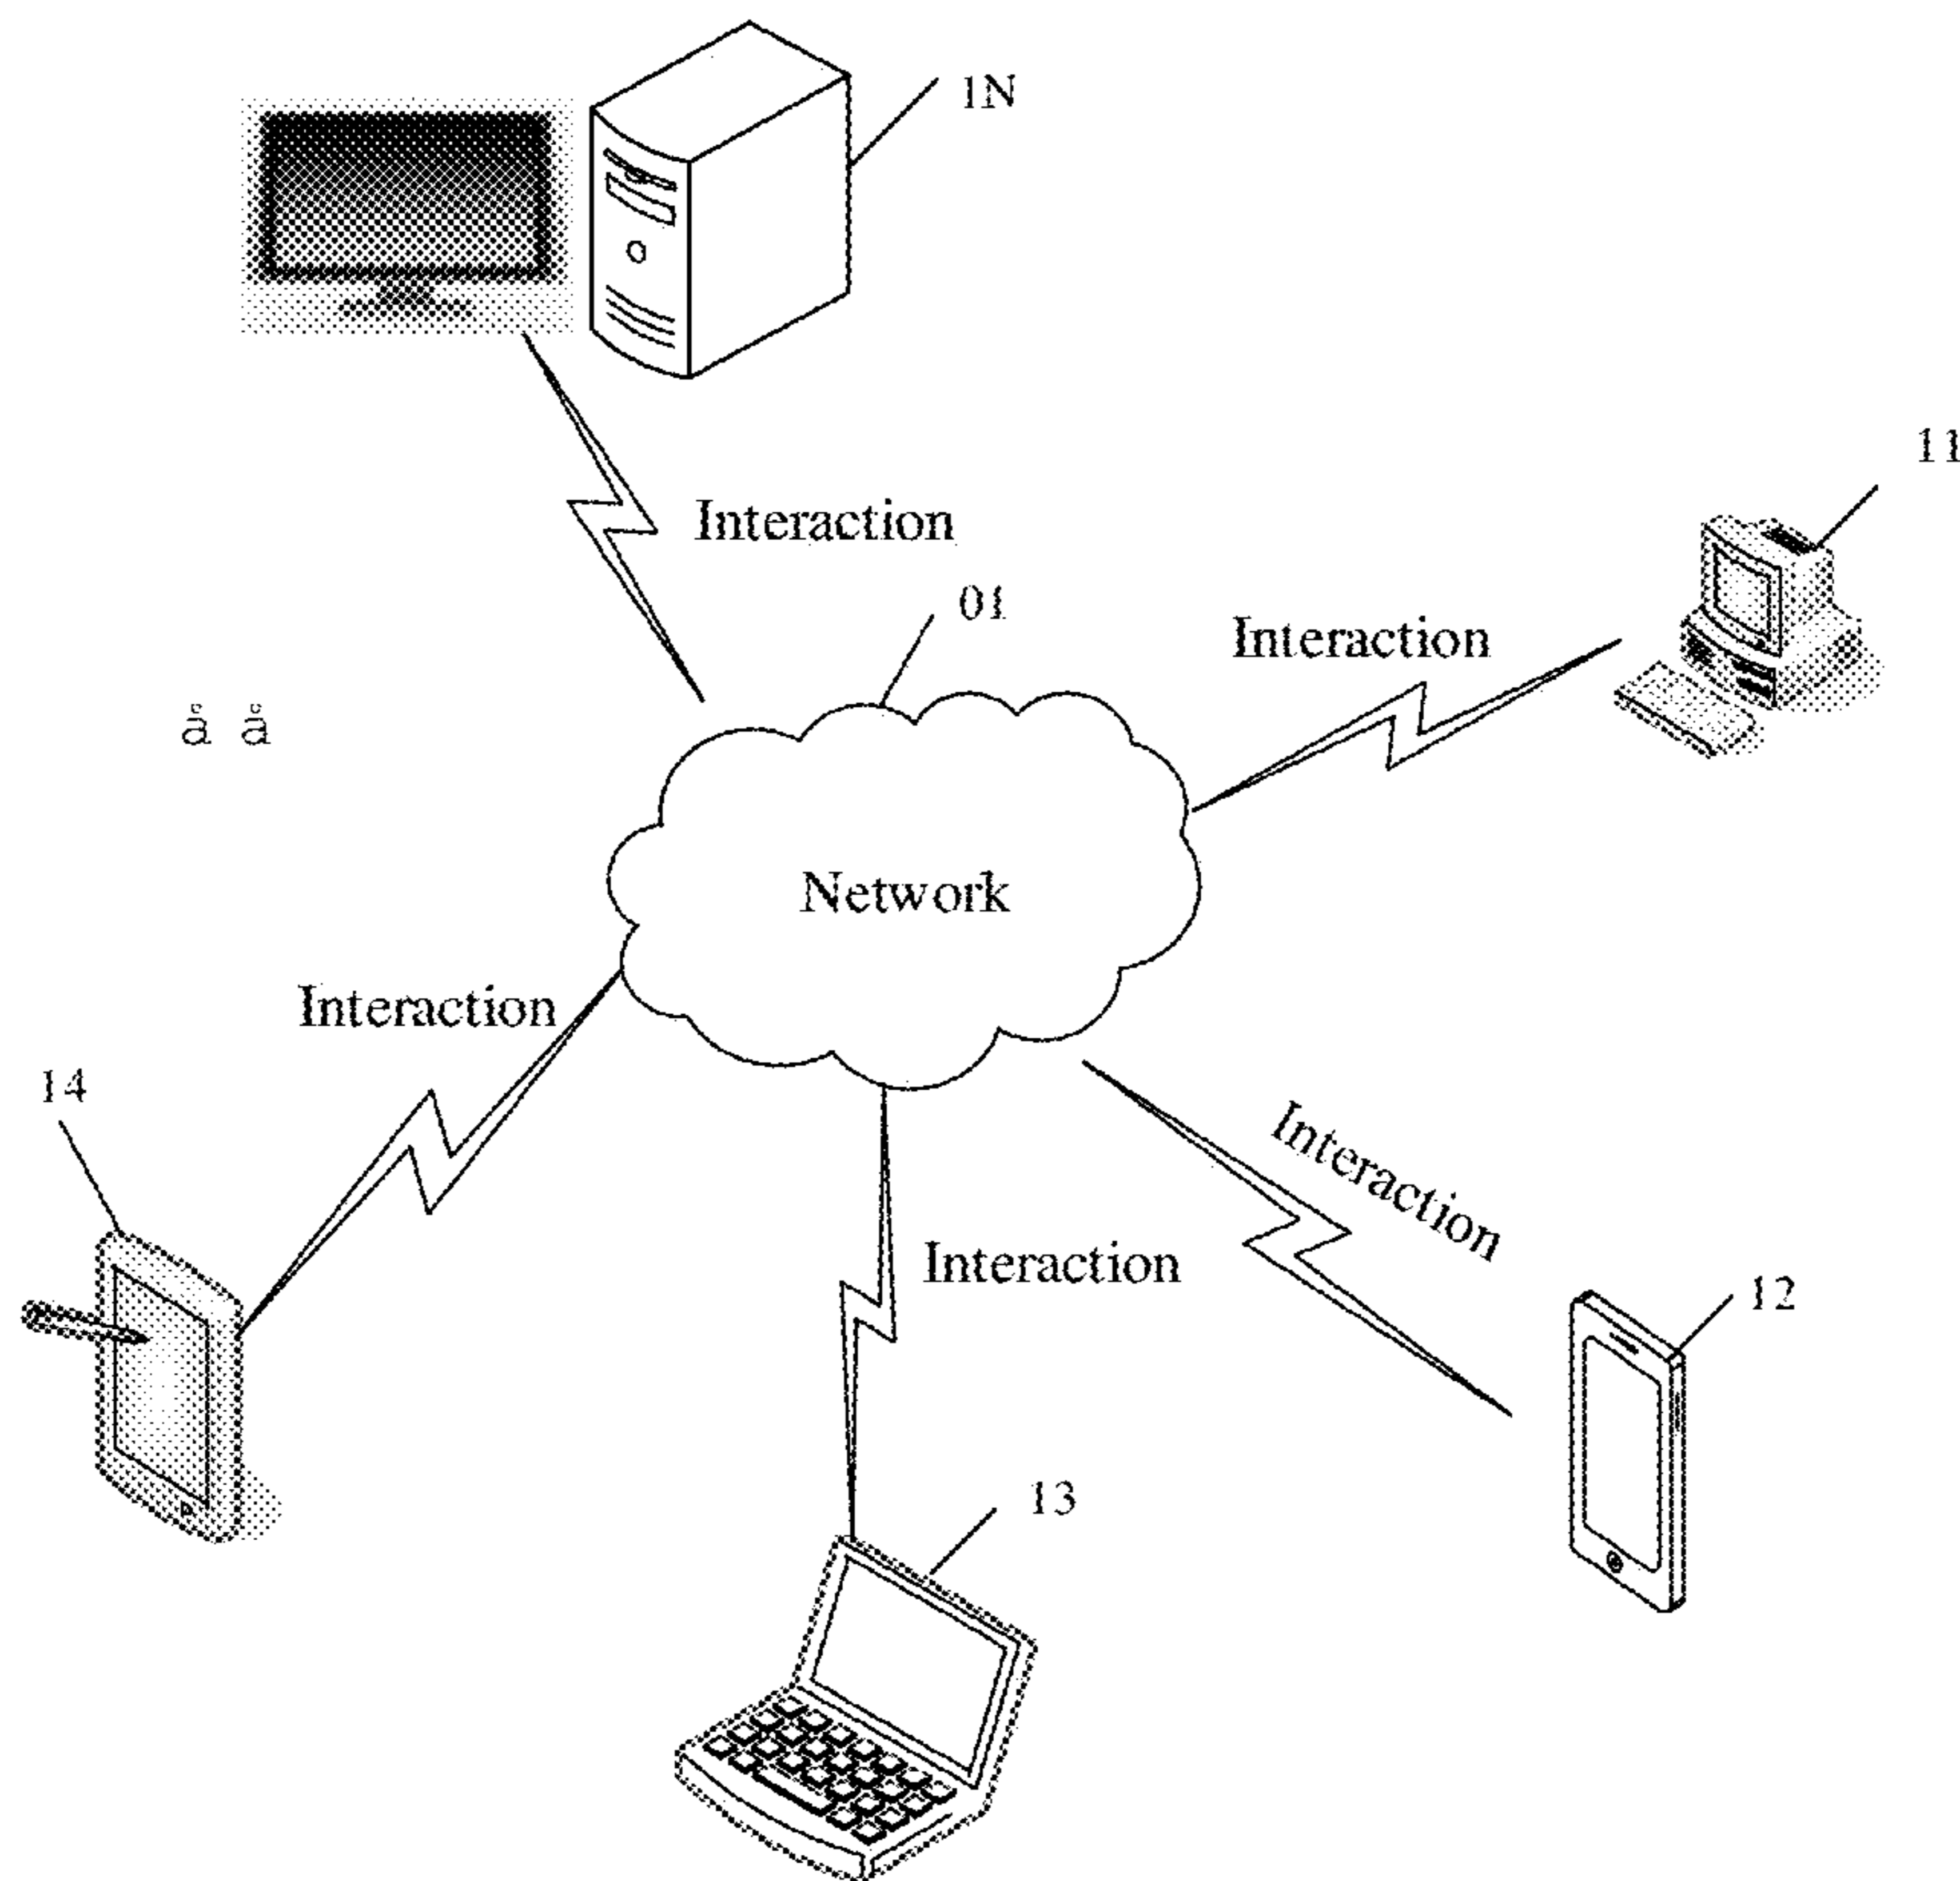 1N
11
Interaction
01
Interaction
å å
Network
Interaction
14
Interaction
Interaction
12
13